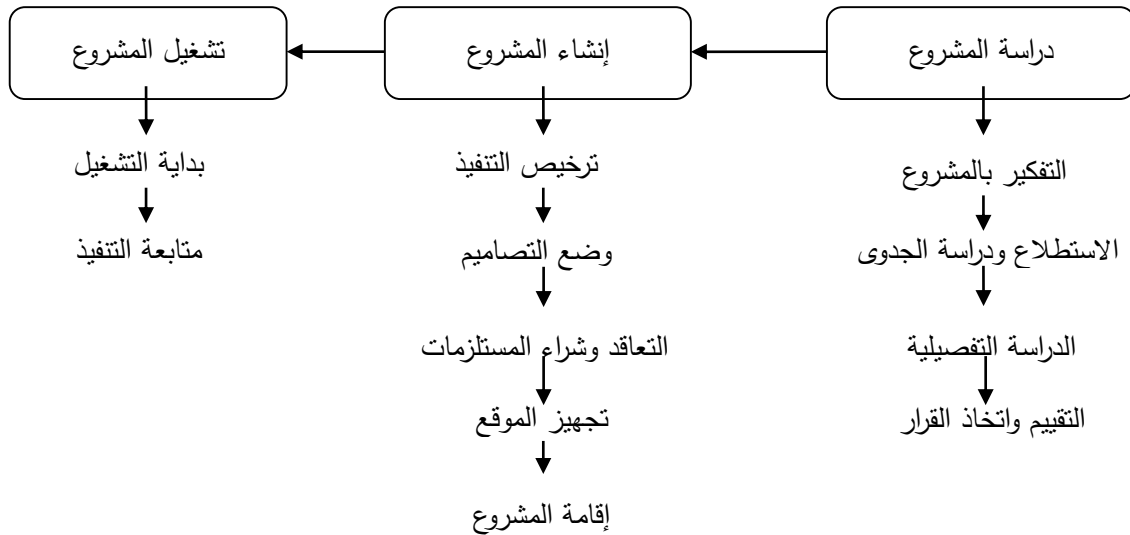 دراسة المشروع
إنشاء المشروع
تشغيل المشروع
التفكير بالمشروع
الاستطلاع ودراسة الجدوى
الدراسة التفصيلية
التقييم واتخاذ القرار
ترخيص التنفيذ
وضع التصاميم
التعاقد وشراء المستلزمات
تجهيز الموقع
إقامة المشروع
بداية التشغيل
متابعة التنفيذ